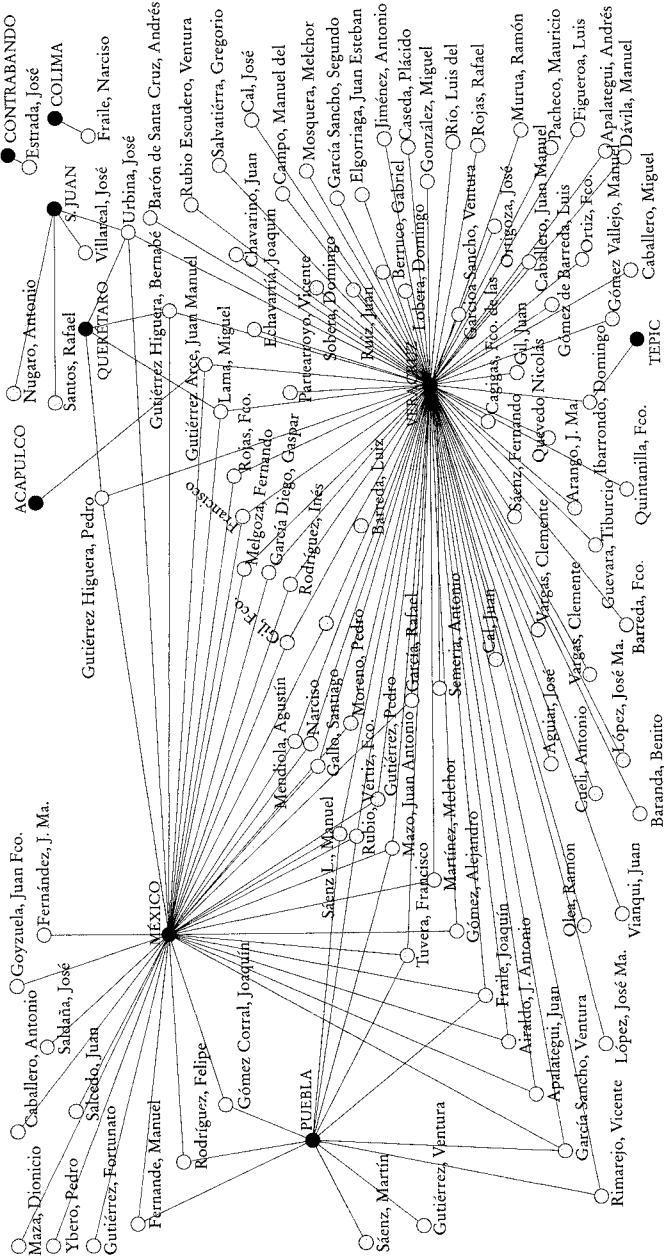 CONTRABANDO
Estrada, José
COLIMA
Fraile, Narciso
S. JUAN
Villareal, José
Urbina, José
Nugaro, Antonio
Santos, Rafael
QUERÉTARO
ACAPULCO
Gutiérrez Higuera, Pedro
Gutiérrez Higuera, Bernabé
Barón de Santa Cruz, Andrés
Rubio Escudero, Ventura
Salvatiérra, Gregorio
Cal, José
Chavarino, Juan
Campo, Manuel del
Echavarría, Joaquín
Mosquera, Melchor
García Sancho, Segundo
Elgorriaga, Juan Esteban
Jiménez, Antonio
Caseda, Plácido
González, Miguel
Río, Luis del
Rojas, Rafael
Murua, Ramón
Pacheco, Mauricio
Figueroa, Luis
Apalategui, Andrés
Dávila, Manuel
Gutiérrez Arce, Juan Manuel
Lama, Miguel
Partearroyo, Vicente
Sobera, Domingo
Ruíz, Juan
Berruco, Gabriel
Lobera, Domingo
Garcioa Sancho, Ventura
Ortigoza, José
Caballero, Juan Manuel
Gómez de Barreda, Luis
Ortiz, Fco.
Gómez Vallejo, Manuel
Caballero, Miguel
VERACRUZ
Cagigas, Fco. de las
Gil, Juan
Quevedo Nicolás
Ibarrondo, Domingo
TEPIC
Sáenz, Fernando
Arango, J. Ma.
Quintanilla, Fco
Guevara, Tiburcio
Barreda, Fco.
Rojas, Fco.
Francisco
Melgoza, Fernando
García Diego, Gaspar
Rodríguez, Inés
Barreda, Luiz
Gil, Fco.
Mendiola, Agustín
Narciso
Gallo, Santiago
Moreno, Pedro
García, Rafael
Semeria, Antonio
Cal, Juan
Vargas, Clemente
Vargas, Clemente
Aguiar, José
Cueli, Antonio
López, José Ma.
Baranda, Benito
Sáenz L., Manuel
Rubio, Vértiz, Fco.
Gutiérrez, Pedro
Mazo, Juan Antonio
Tuvera, Francisco
Martínez, Melchor
Gómez, Alejandro
Olea, Ramon
Vianqui, Juan
MÉXICO
Goyzuela, Juan Fco.
Fernández, J. Ma.
Caballero, Antonio
Saldaña, José
Salcedo, Juan
Maza, Dionicio
Ybero, Pedro
Gutiérrez, Fortunato
Fernande, Manuel
Rodríguez, Felipe
Gómez Corral, Joaquín
PUEBLA
Sáenz, Martín
Gutiérrez, Ventura
Fraile, Joaquín
Airaldo, J. Antonio
Apalategui, Juan
García Sancho, Ventura
López, José Ma.
Rimarejo, Vicente